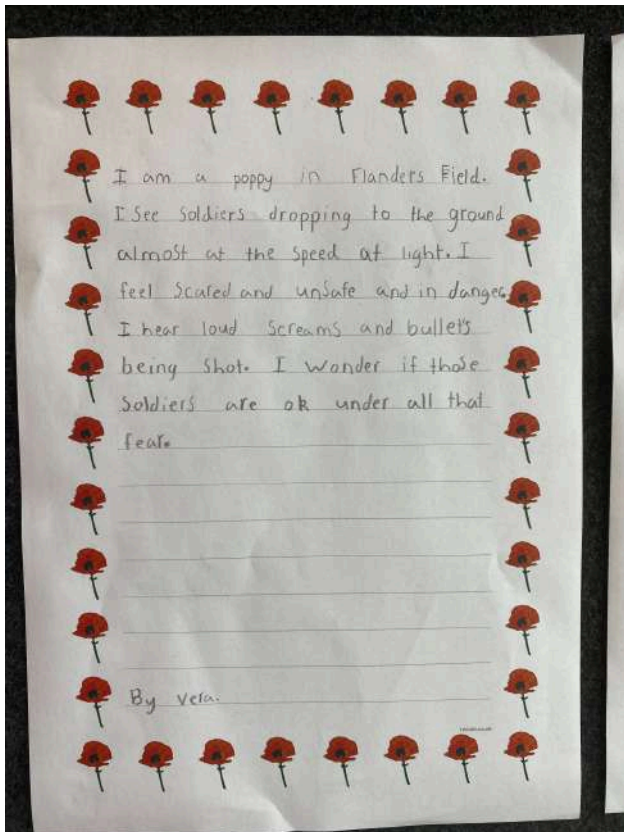 I am a poppy in Flanders Field.
I see soldiers dropping to the ground
almost at the speed at light. I
feel scared and unsafe and in danger.
I hear loud screams and bullets
being shot. I wonder if those
soldiers are ok under all that
fear.
By vera.